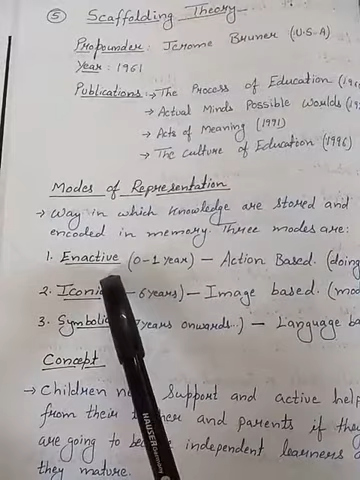 ⑤ Scaffolding Theory-
Propounder: Jerome Bruner (U.S.A)
Year: 1961
Publications: → The Process of Education
→ Actual Minds Possible Worlds
→ Acts of Meaning (1991)
→ The Culture of Education (1996)
Modes of Representation
→ Way in which knowledge are stored and
encoded in memory. Three modes are:
1. Enactive (0-1 year) — Action Based. (doing
2. Iconic - 6 years) — Image based.
3. Symbolic years onwards..) — Language
Concept
→ Children support and active
from their and parents if they
are going to independent learners
they mature.
HAUSER Germany